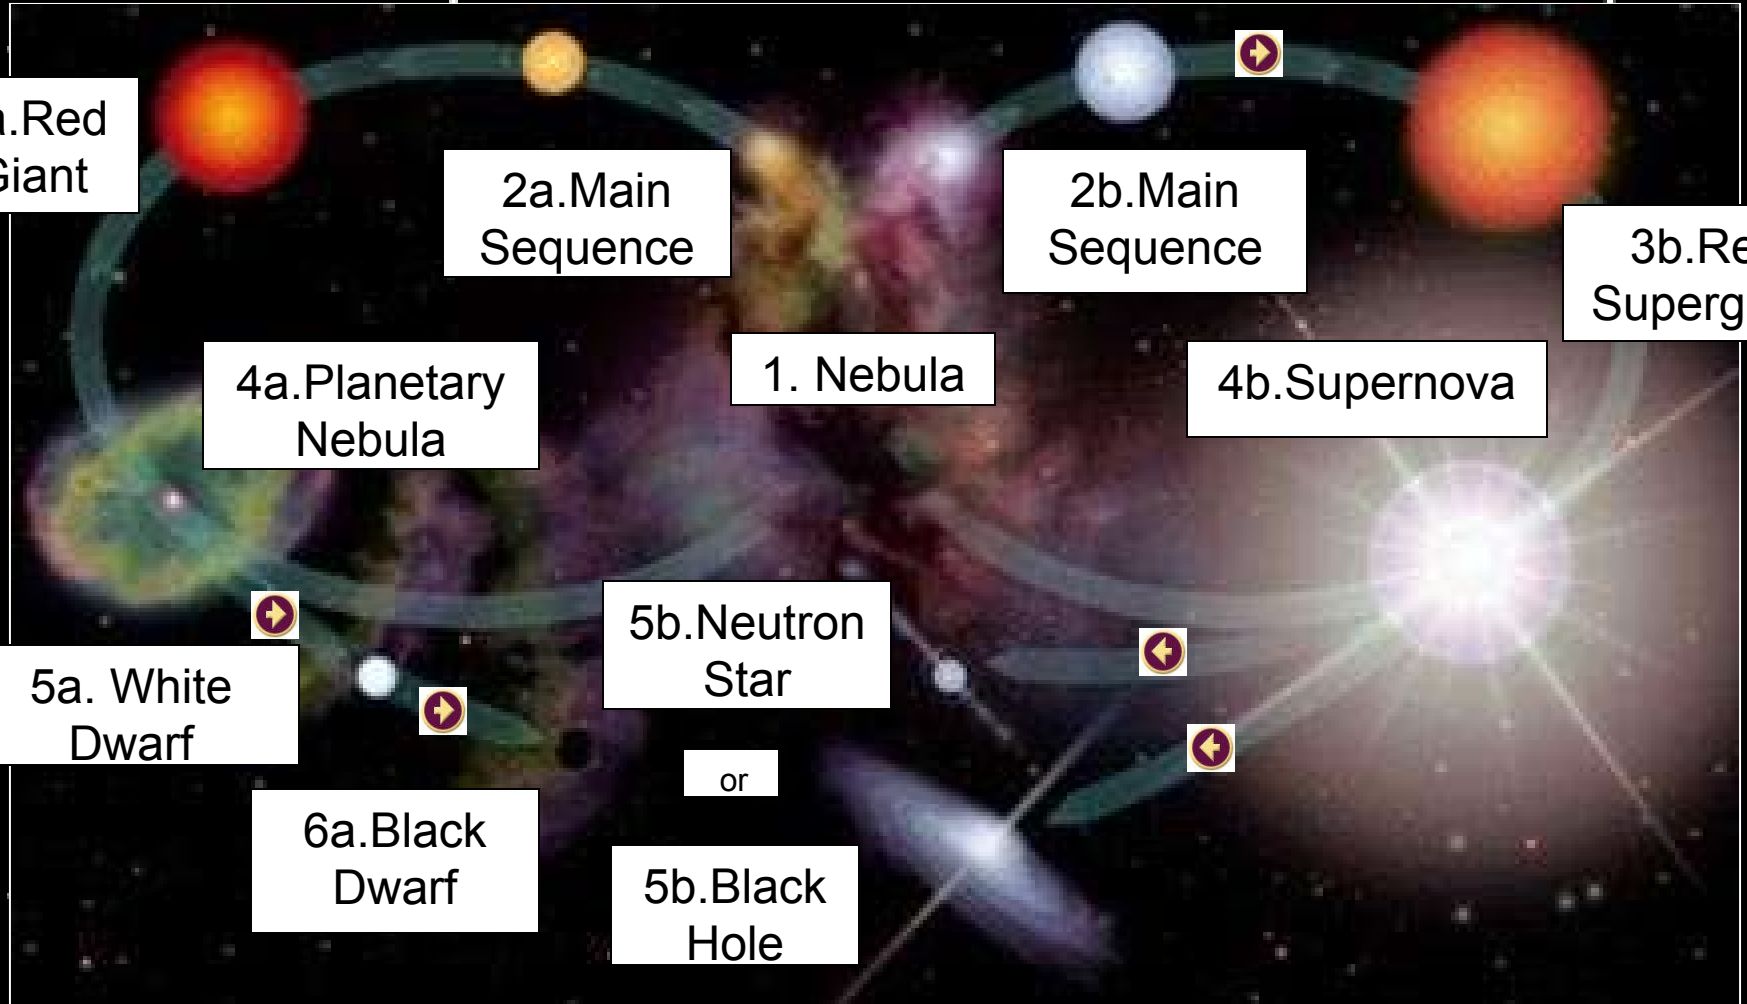 a.Red
Giant
2a.Main
Sequence
2b.Main
Sequence
3b.Re
Superg
4a.Planetary
Nebula
1. Nebula
4b.Supernova
5a. White
Dwarf
5b.Neutron
Star
or
6a.Black
Dwarf
5b.Black
Hole